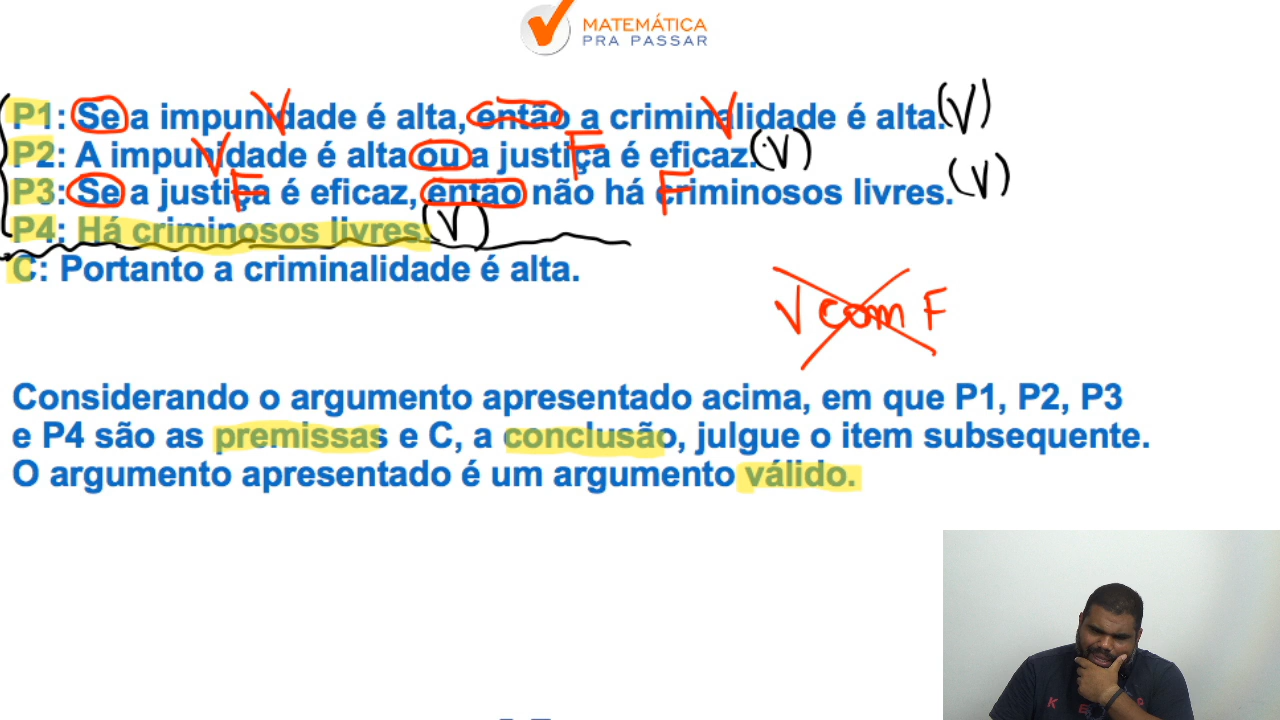 MATEMÁTICA
PRA PASSAR
P1: Se a impunidade é alta, então a criminalidade é alta. (V)
V V
P2: A impunidade é alta ou a justiça é eficaz. (V)
V F
P3: Se a justiça é eficaz, então não há criminosos livres. (V)
F F
P4: Há criminosos livres. (V)
C: Portanto a criminalidade é alta.
V com F
Considerando o argumento apresentado acima, em que P1, P2, P3
e P4 são as premissas e C, a conclusão, julgue o item subsequente.
O argumento apresentado é um argumento válido.